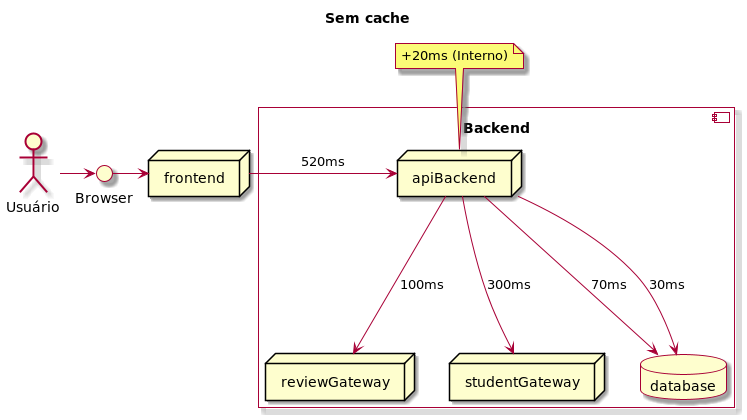 Sem cache
+20ms (Interno)
Backend
Usuário
Browser
frontend
520ms
apiBackend
100ms
300ms
70ms
30ms
reviewGateway
studentGateway
database